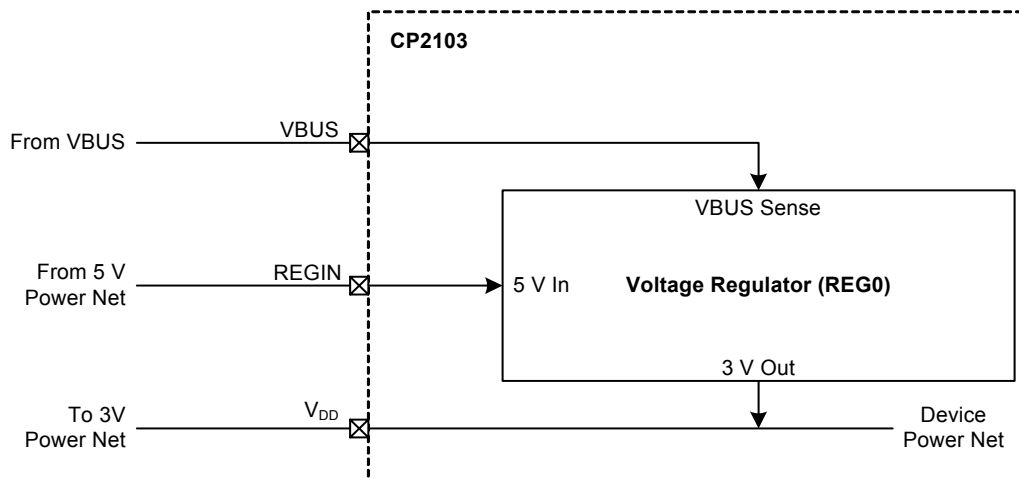 CP2103
From VBUS
VBUS
VBUS Sense
From 5 V
Power Net
REGIN
5 V In
Voltage Regulator (REG0)
3 V Out
To 3V
Power Net
VDD
Device
Power Net